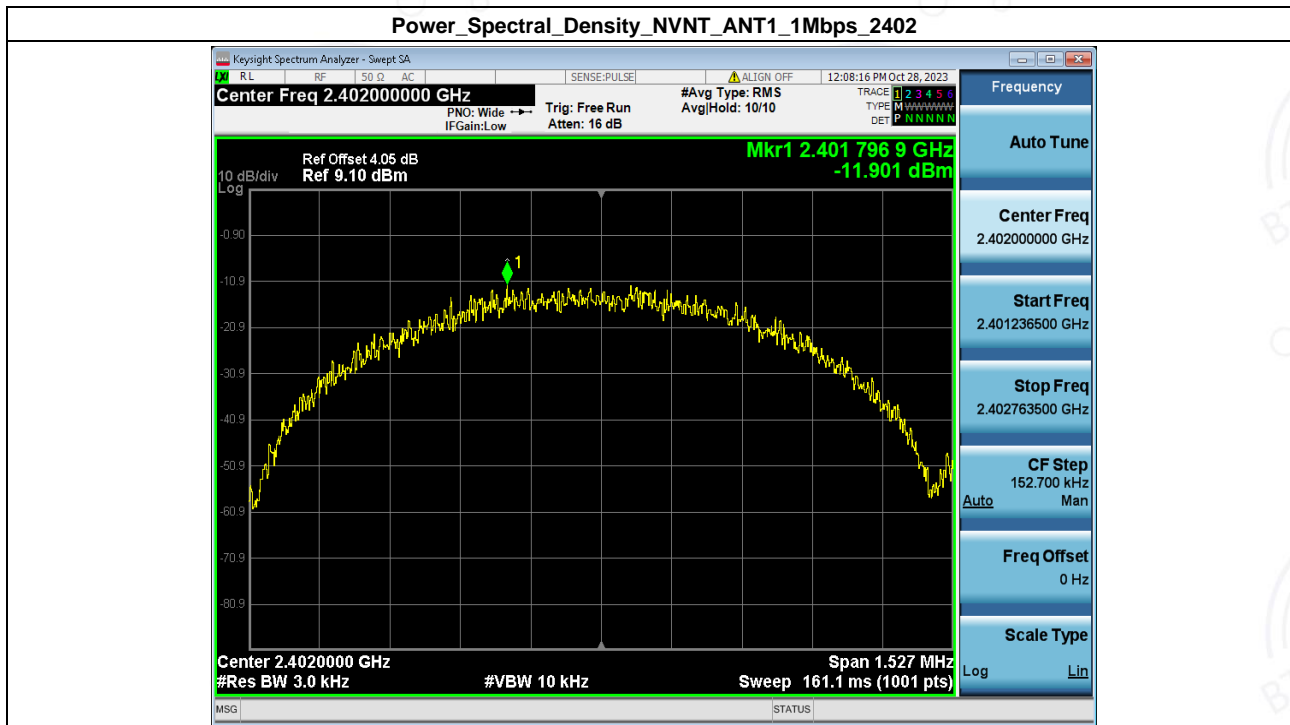 Power_Spectral_Density_NVNT_ANT1_1Mbps_2402
Keysight Spectrum Analyzer - Swept SA
LXI RL RF 50 Ω AC SENSE:PULSE ALIGN OFF 12:08:16 PM Oct 28, 2023
Center Freq 2.402000000 GHz
PNO: Wide
IFGain:Low
Trig: Free Run
Atten: 16 dB
#Avg Type: RMS
Avg|Hold: 10/10
TRACE 1 2 3 4 5 6
TYPE M WWWWW
DET P N N N N N
Frequency
Auto Tune
Center Freq
2.402000000 GHz
Start Freq
2.401236500 GHz
Stop Freq
2.402763500 GHz
CF Step
152.700 kHz
Auto Man
Freq Offset
0 Hz
Scale Type
Log Lin
Mkr1 2.401 796 9 GHz
-11.901 dBm
Ref Offset 4.05 dB
10 dB/div Ref 9.10 dBm
Log
1
-0.90
-10.9
-20.9
-30.9
-40.9
-50.9
-60.9
-70.9
-80.9
Center 2.4020000 GHz Span 1.527 MHz
#Res BW 3.0 kHz #VBW 10 kHz Sweep 161.1 ms (1001 pts)
MSG STATUS